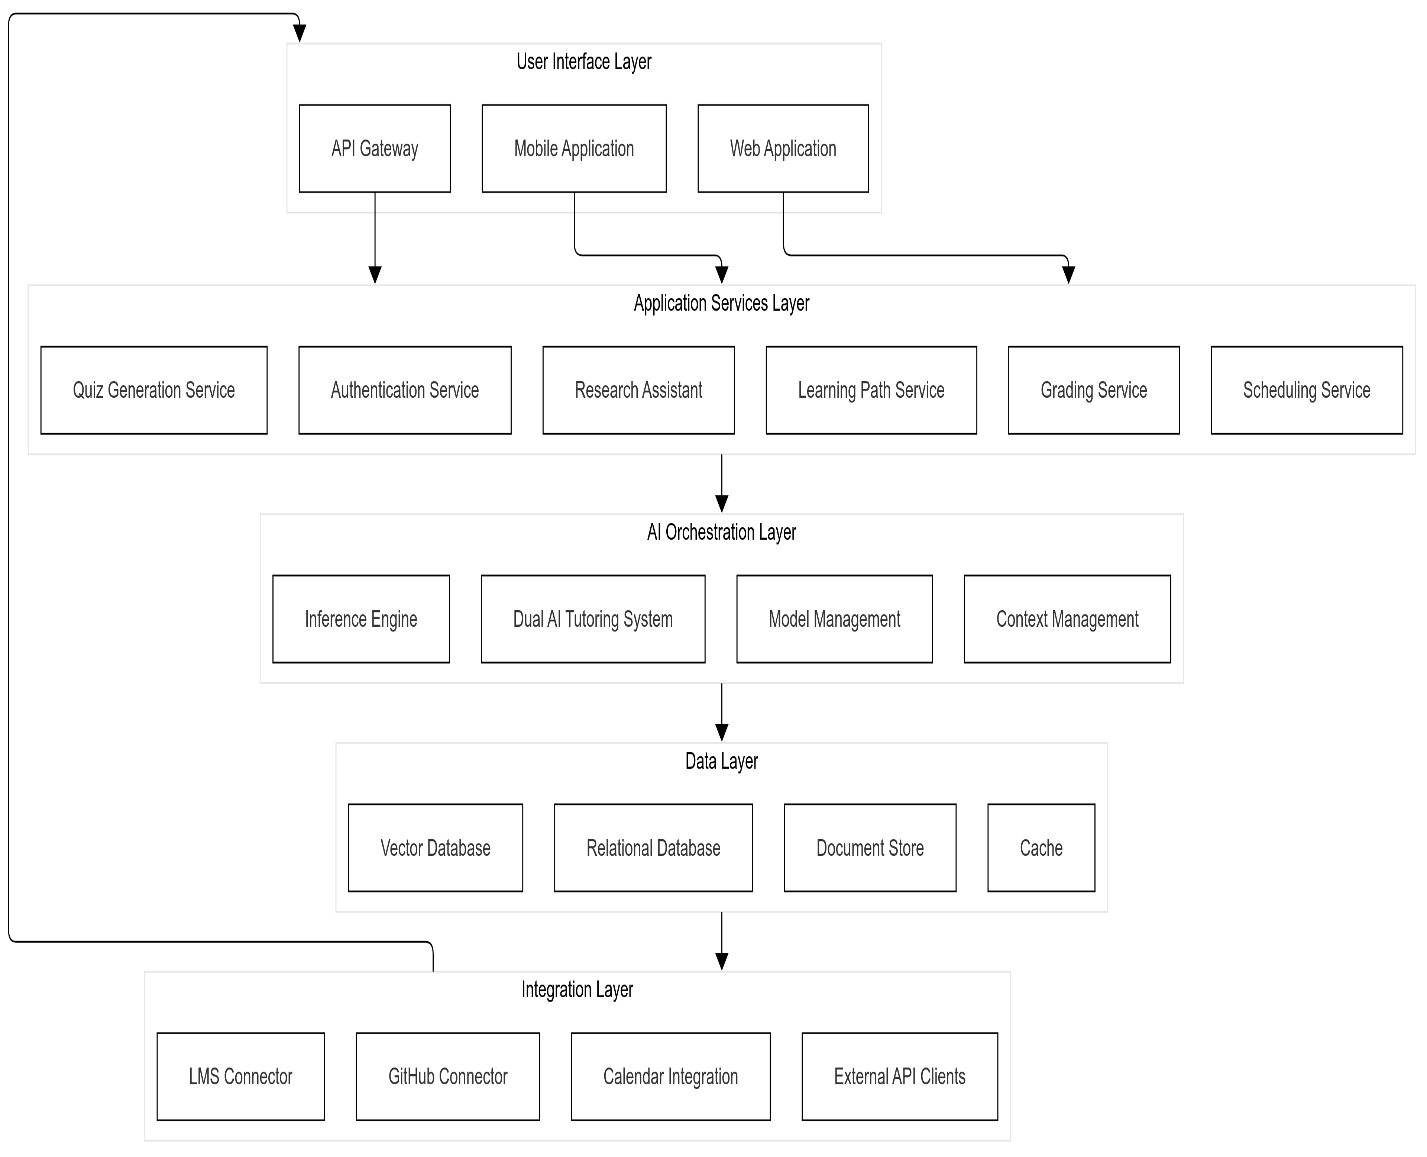 User Interface Layer
API Gateway
Mobile Application
Web Application
Application Services Layer
Quiz Generation Service
Authentication Service
Research Assistant
Learning Path Service
Grading Service
Scheduling Service
AI Orchestration Layer
Inference Engine
Dual AI Tutoring System
Model Management
Context Management
Data Layer
Vector Database
Relational Database
Document Store
Cache
Integration Layer
LMS Connector
GitHub Connector
Calendar Integration
External API Clients